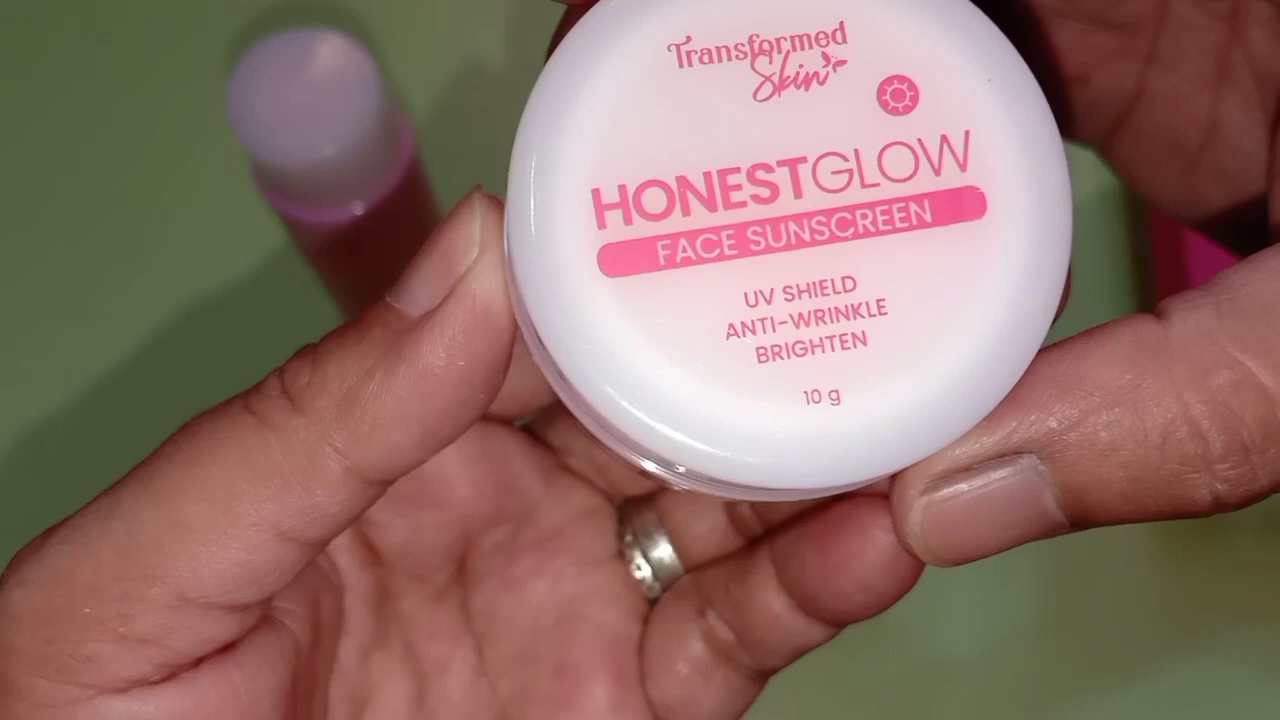 Transformed
Skin
HONESTGLOW
FACE SUNSCREEN
UV SHIELD
ANTI-WRINKLE
BRIGHTEN
10 g